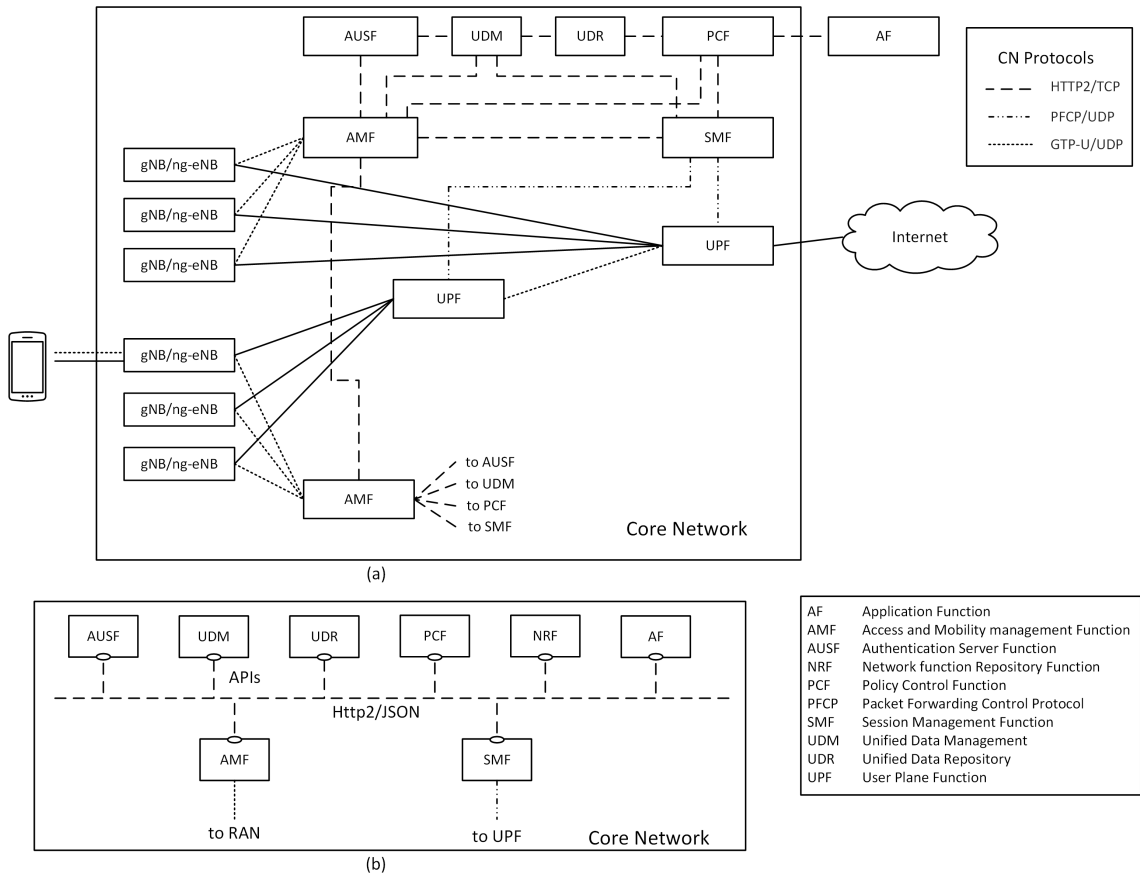 AUSF
UDM
UDR
PCF
AF
CN Protocols
HTTP2/TCP
PFCP/UDP
GTP-U/UDP
AMF
SMF
gNB/ng-eNB
gNB/ng-eNB
gNB/ng-eNB
UPF
Internet
UPF
gNB/ng-eNB
gNB/ng-eNB
gNB/ng-eNB
AMF
to AUSF
to UDM
to PCF
to SMF
Core Network
(a)
AUSF
UDM
UDR
PCF
NRF
AF
APIs
Http2/JSON
AMF
SMF
to RAN
to UPF
Core Network
(b)
AF Application Function
AMF Access and Mobility management Function
AUSF Authentication Server Function
NRF Network function Repository Function
PCF Policy Control Function
PFCP Packet Forwarding Control Protocol
SMF Session Management Function
UDM Unified Data Management
UDR Unified Data Repository
UPF User Plane Function